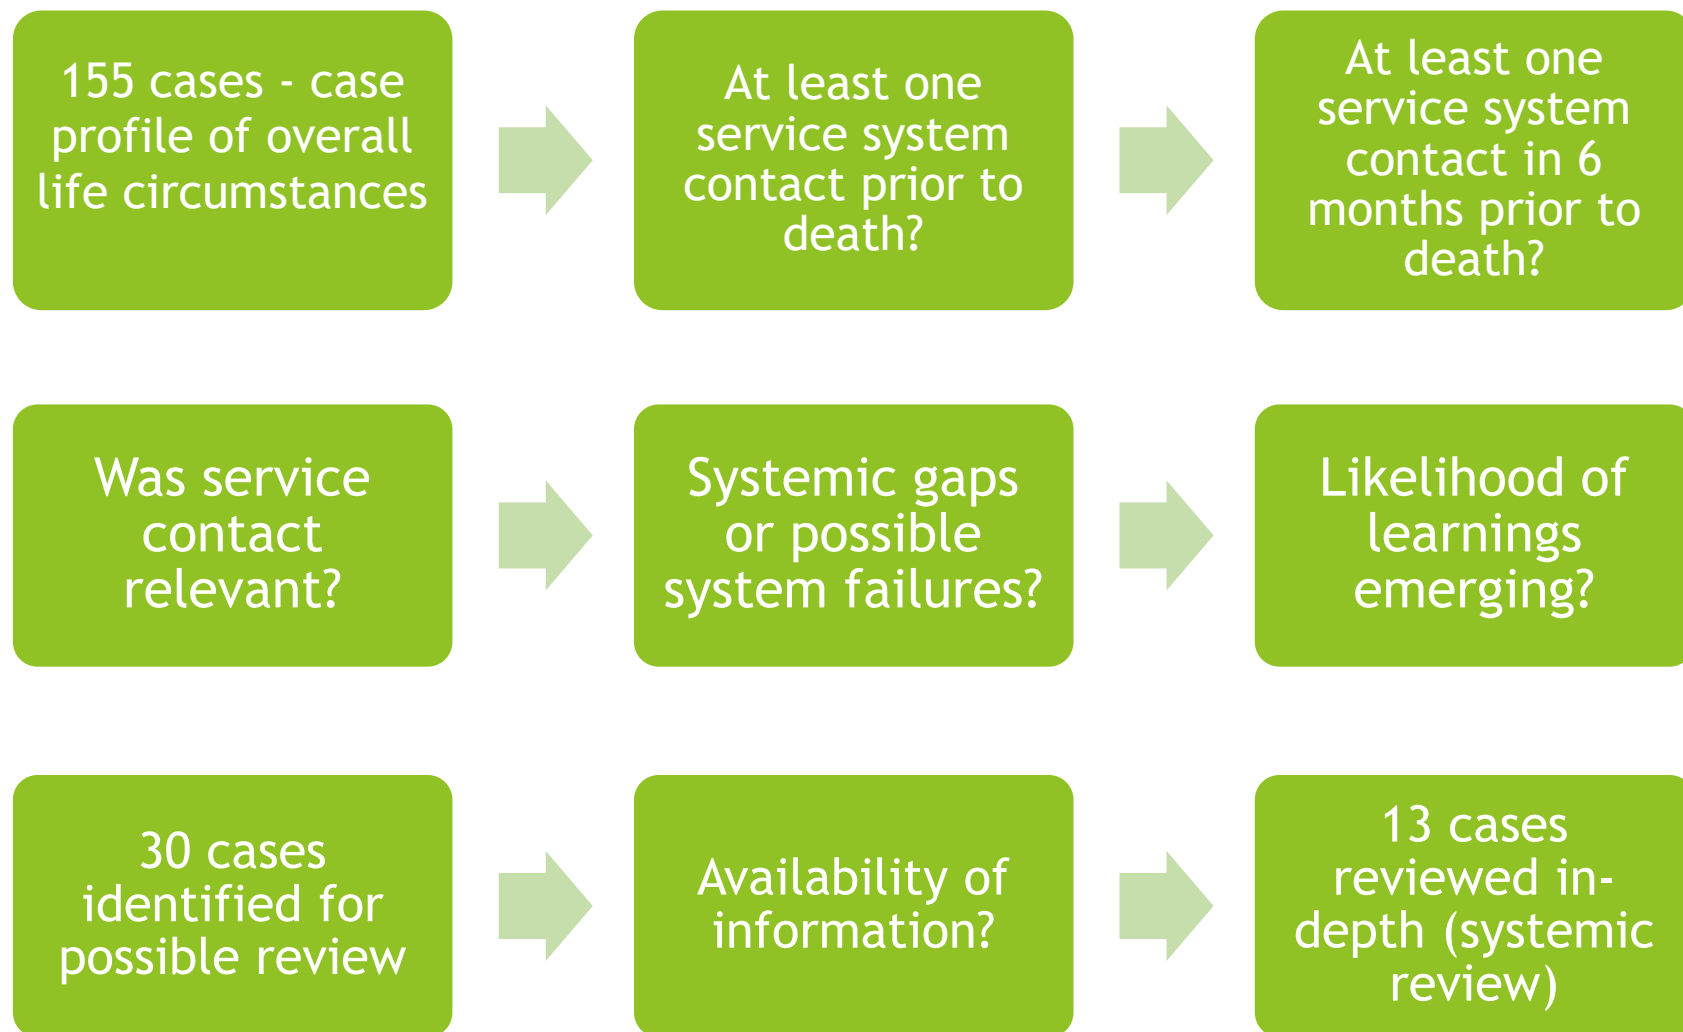 155 cases - case
profile of overall
life circumstances
At least one
service system
contact prior to
death?
At least one
service system
contact in 6
months prior to
death?
Was service
contact
relevant?
Systemic gaps
or possible
system failures?
Likelihood of
learnings
emerging?
30 cases
identified for
possible review
Availability of
information?
13 cases
reviewed in-
depth (systemic
review)